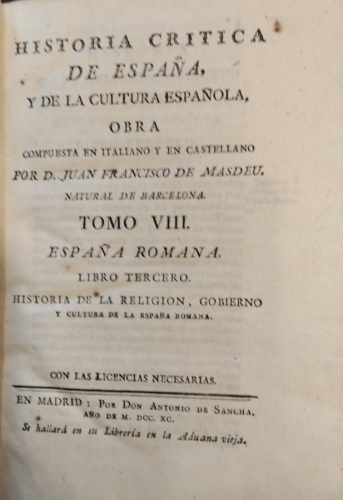 HISTORIA CRITICA
DE ESPAÑA,
Y DE LA CULTURA ESPAÑOLA,
OBRA
COMPUESTA EN ITALIANO Y EN CASTELLANO
POR D. JUAN FRANCISCO DE MASDEU,
NATURAL DE BARCELONA.
TOMO VIII.
ESPAÑA ROMANA.
LIBRO TERCERO.
HISTORIA DE LA RELIGION, GOBIERNO
Y CULTURA DE LA ESPAÑA ROMANA.
CON LAS LICENCIAS NECESARIAS.
EN MADRID: POR DON ANTONIO DE SANCHA,
AÑO DE M. DCC. XC.
Se hallará en su Librería en la Aduana vieja.